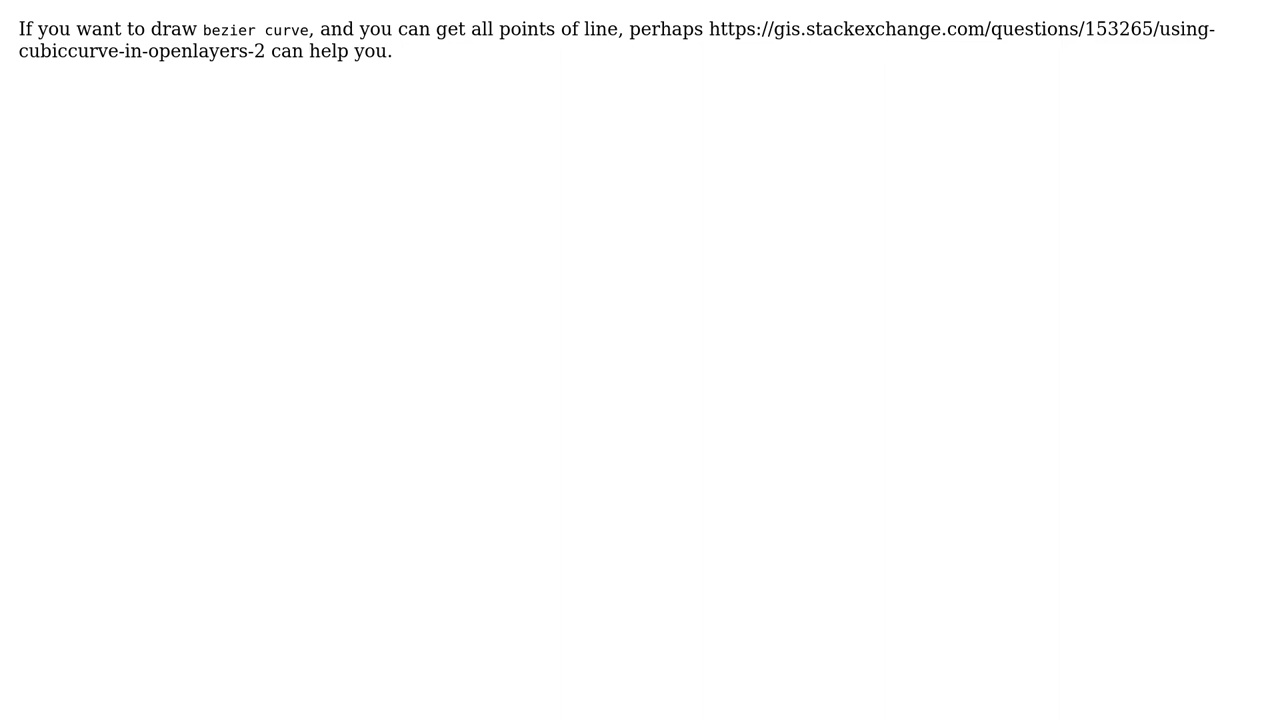 If you want to draw bezier curve, and you can get all points of line, perhaps https://gis.stackexchange.com/questions/153265/using-
cubiccurve-in-openlayers-2 can help you.